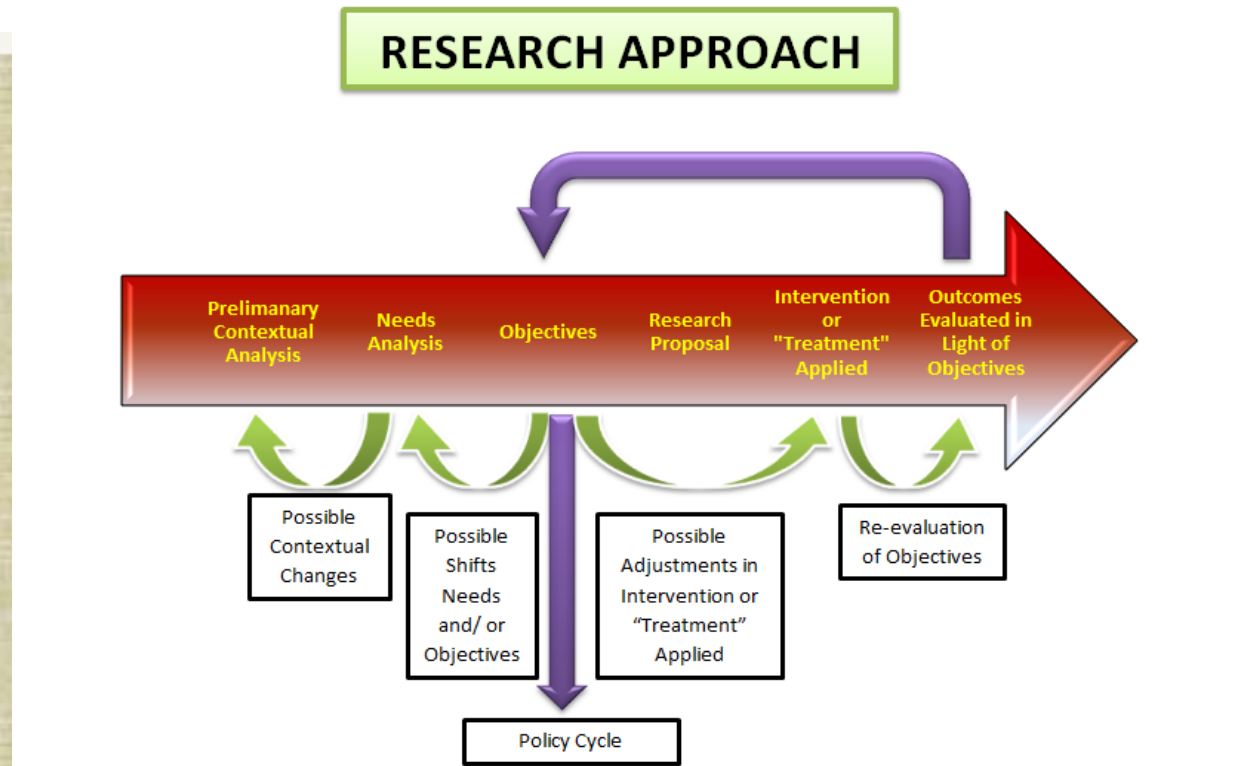 RESEARCH APPROACH
Prelimanary
Contextual
Analysis
Needs
Analysis
Objectives
Research
Proposal
Intervention
or
"Treatment"
Applied
Outcomes
Evaluated in
Light of
Objectives
Possible
Contextual
Changes
Possible
Shifts
Needs
and/ or
Objectives
Possible
Adjustments in
Intervention or
“Treatment”
Applied
Re-evaluation
of Objectives
Policy Cycle